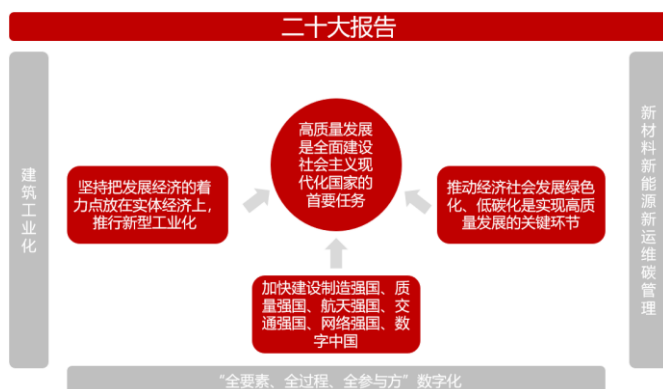 二十大报告
建筑工业化
高质量发展
是全面建设
社会主义现
代化国家的
首要任务
坚持把发展经济的着
力点放在实体经济上，
推行新型工业化
推动经济社会发展绿色
化、低碳化是实现高质
量发展的关键环节
新材料新能源新运维碳管理
加快建设制造强国、质
量强国、航天强国、交
通强国、网络强国、数
字中国
“全要素、全过程、全参与方”数字化